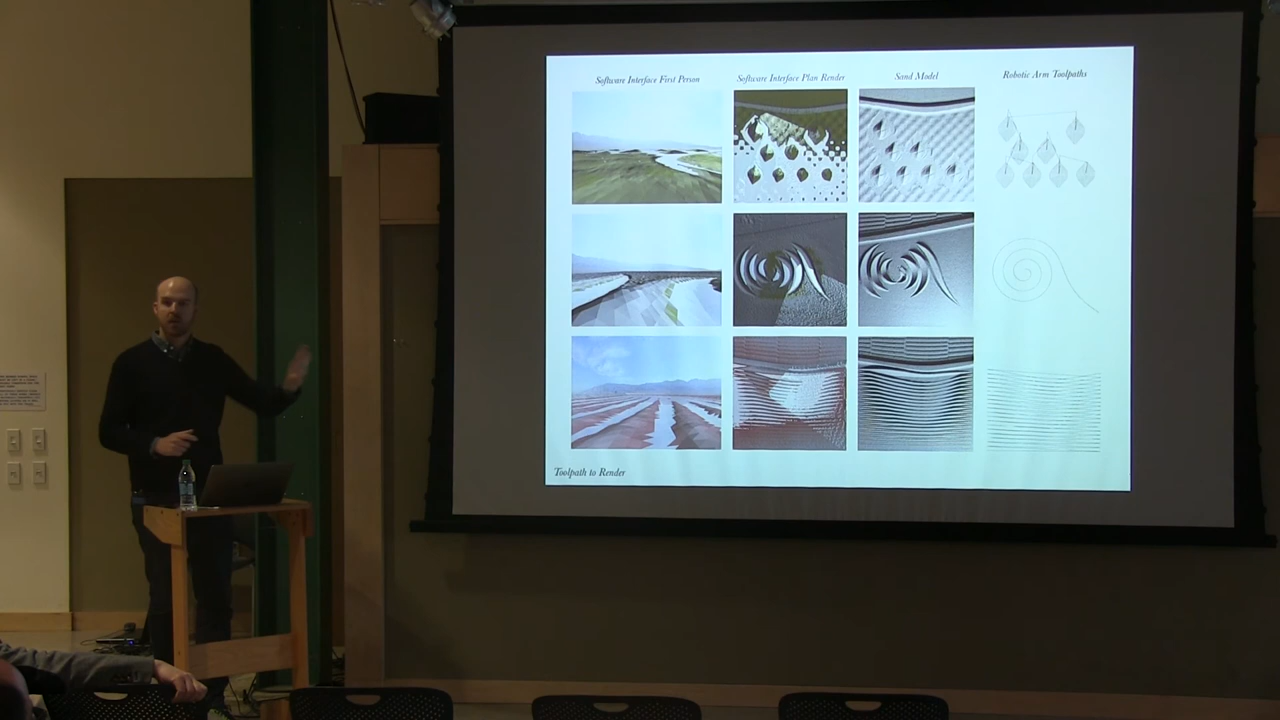 Software Interface First Person
Software Interface Plan Render
Sand Model
Robotic Arm Toolpaths
Toolpath to Render